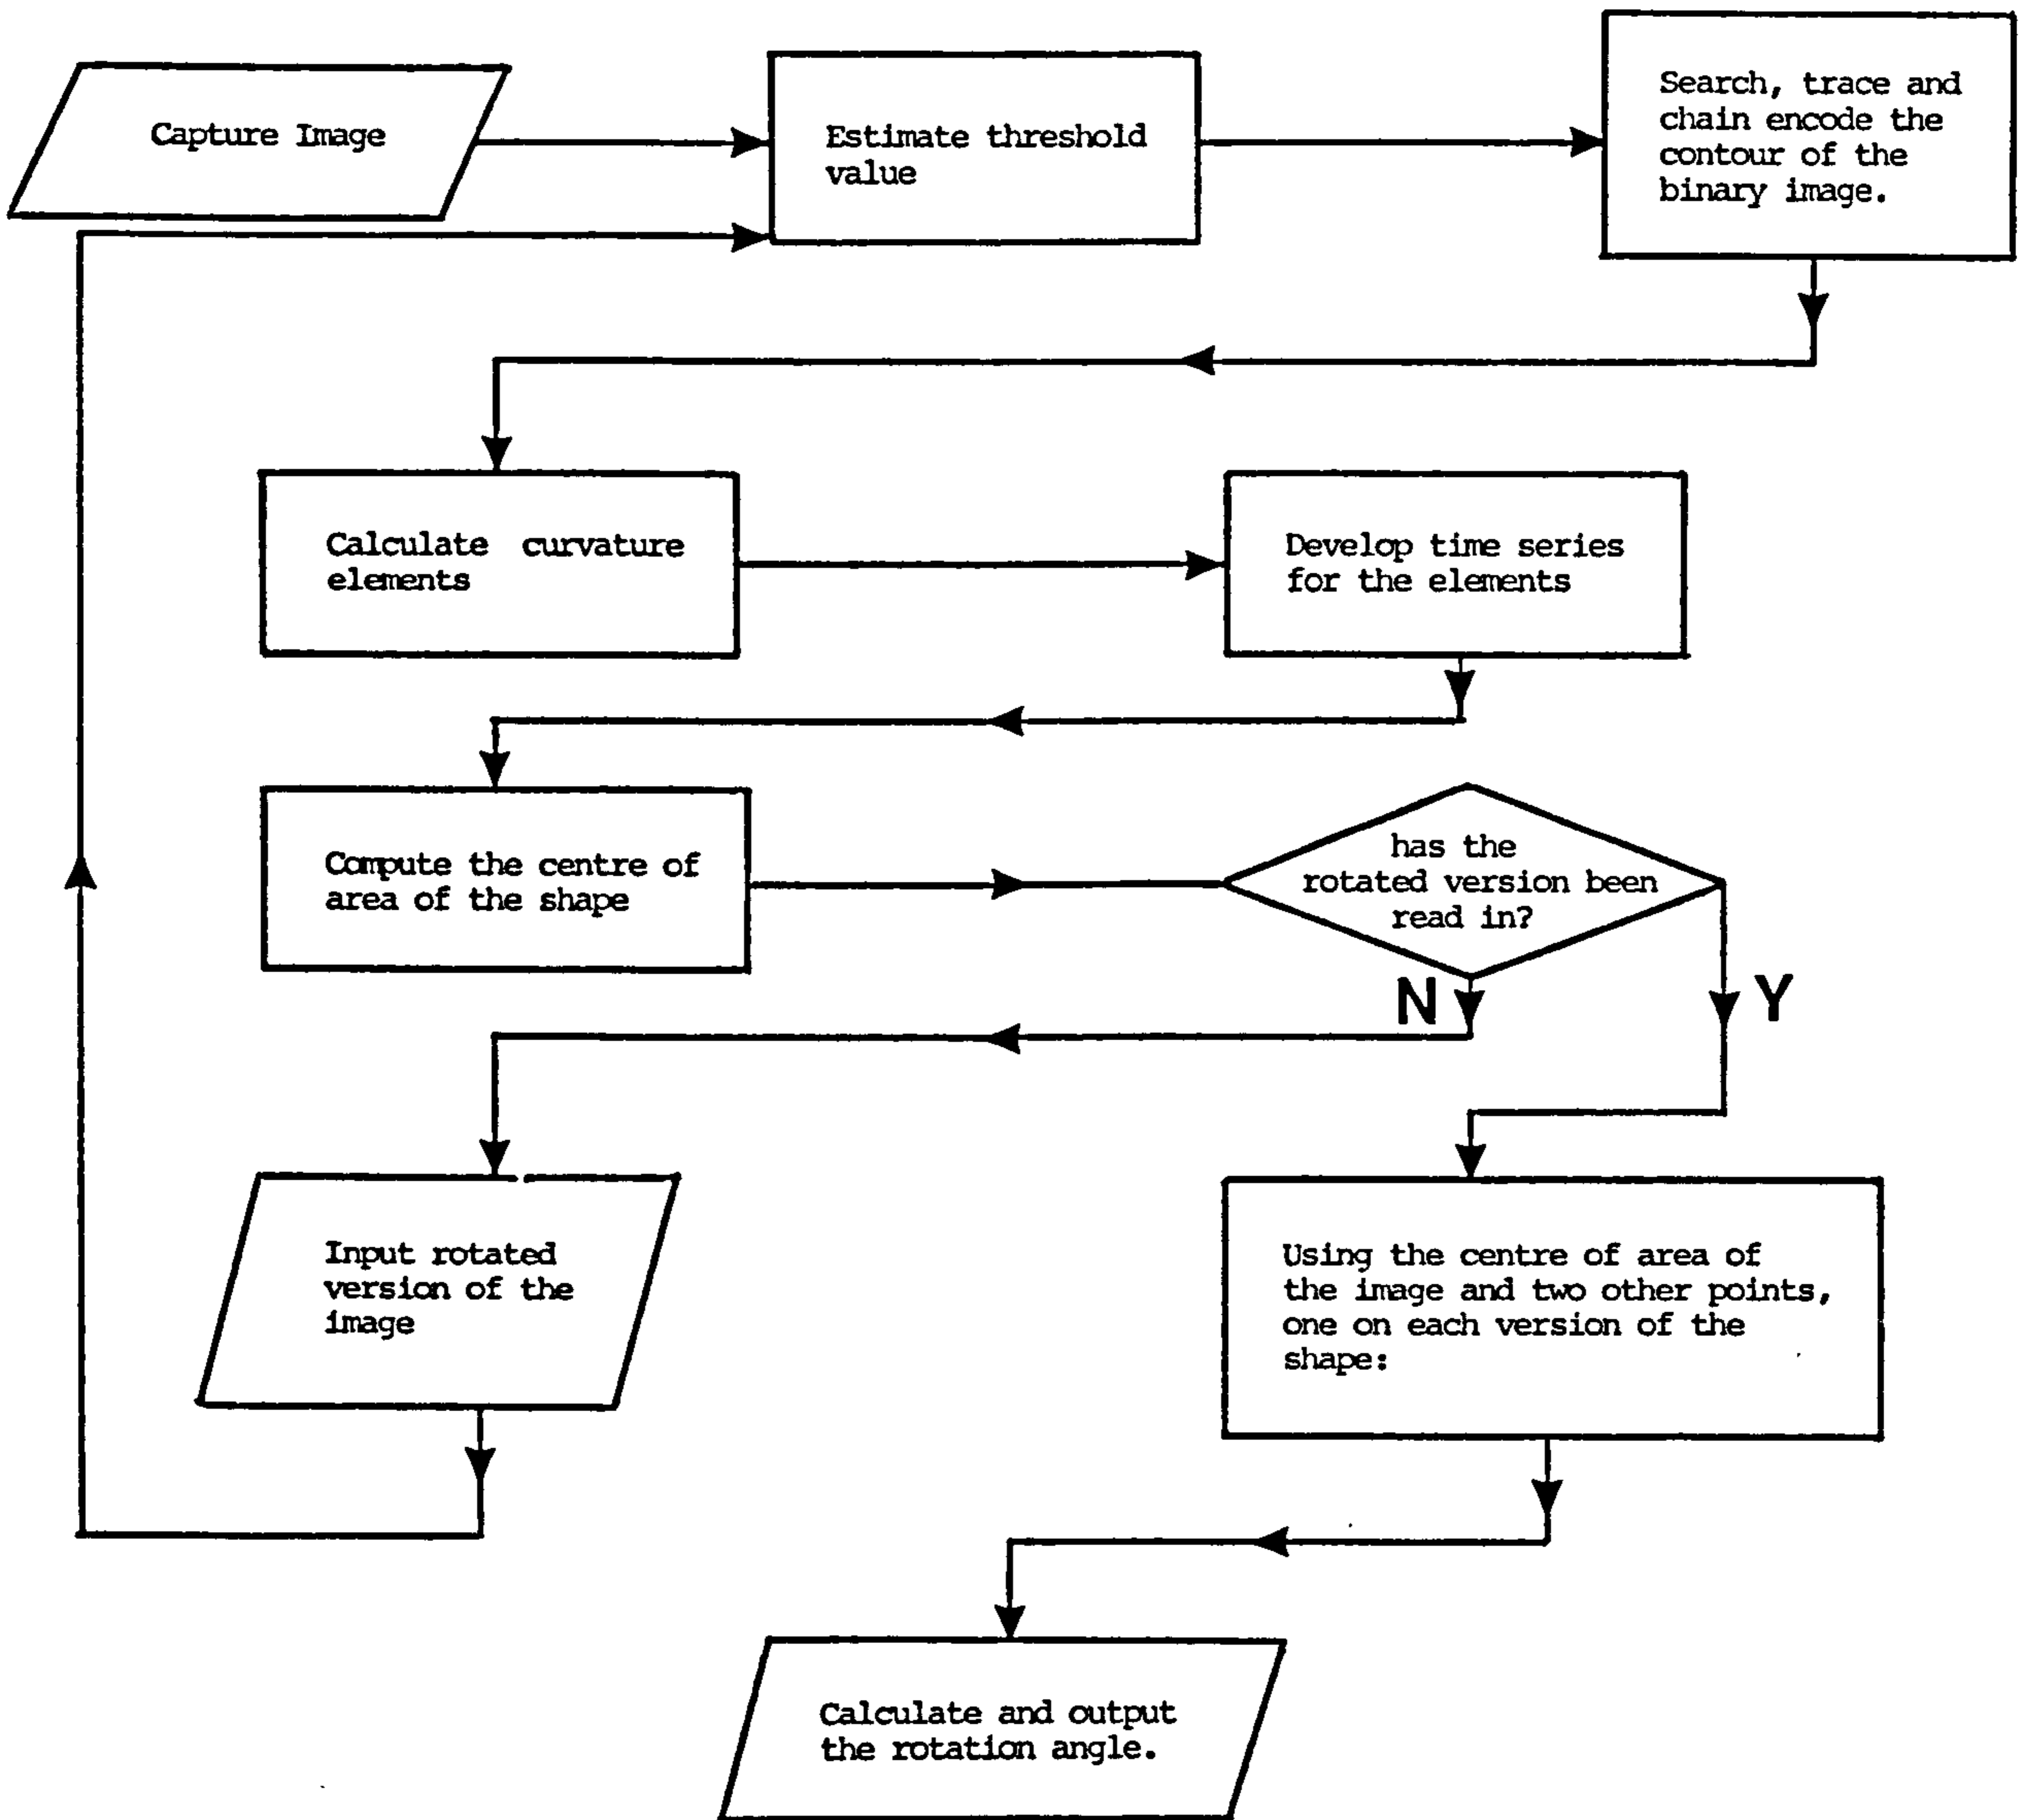 Capture Image
Estimate threshold
value
Search, trace and
chain encode the
contour of the
binary image.
Calculate curvature
elements
Develop time series
for the elements
Compute the centre of
area of the shape
has the
rotated version been
read in?
N
Y
Input rotated
version of the
image
Using the centre of area of
the image and two other points,
one on each version of the
shape:
Calculate and output
the rotation angle.